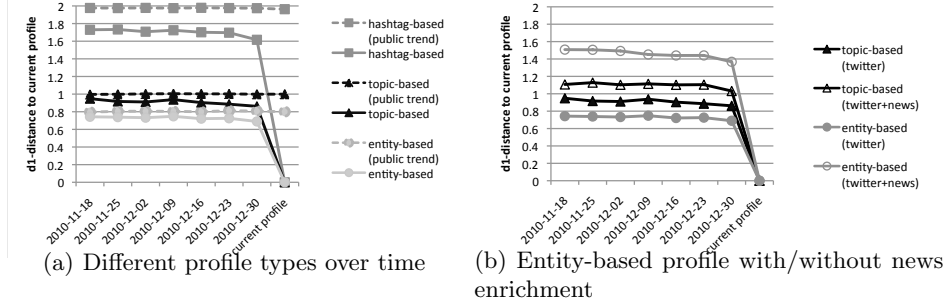 d1-distance to current profile
2
1.8
1.6
1.4
1.2
1
0.8
0.6
0.4
0.2
0
2010-11-18
2010-11-25
2010-12-02
2010-12-09
2010-12-16
2010-12-23
2010-12-30
current profile
hashtag-based
(public trend)
hashtag-based
topic-based
(public trend)
topic-based
entity-based
(public trend)
entity-based
(a) Different profile types over time
d1-distance to current profile
2
1.8
1.6
1.4
1.2
1
0.8
0.6
0.4
0.2
0
2010-11-18
2010-11-25
2010-12-02
2010-12-09
2010-12-16
2010-12-23
2010-12-30
current profile
topic-based
(twitter)
topic-based
(twitter+news)
entity-based
(twitter)
entity-based
(twitter+news)
(b) Entity-based profile with/without news
enrichment